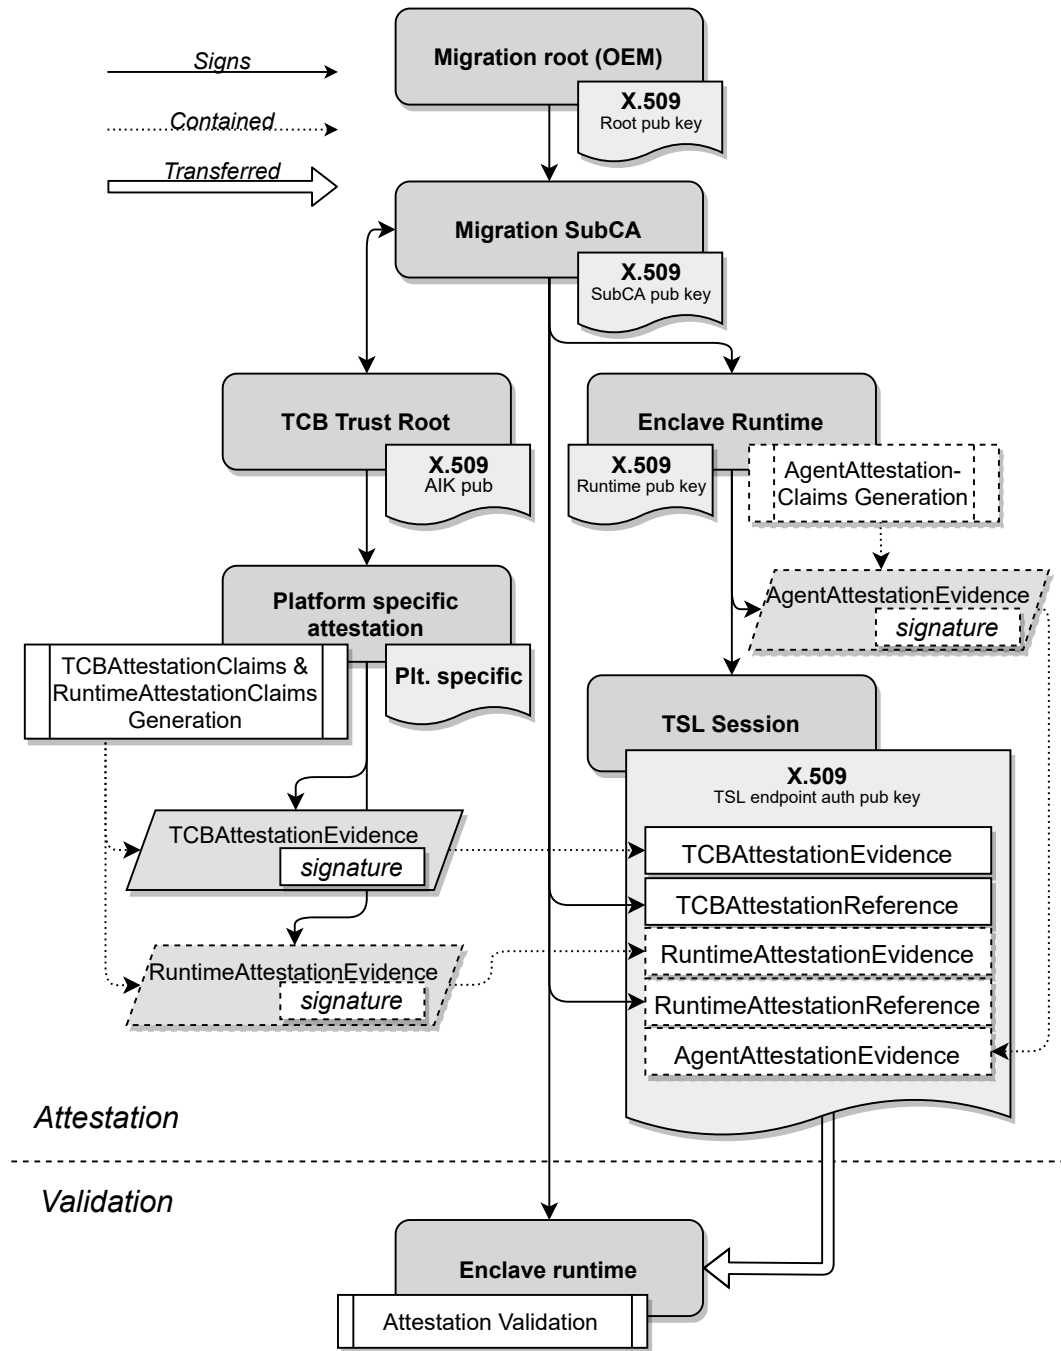 Signs
Contained
Transferred
Migration root (OEM)
X.509
Root pub key
Migration SubCA
X.509
SubCA pub key
TCB Trust Root
X.509
AIK pub
Enclave Runtime
X.509
Runtime pub key
AgentAttestation-
Claims Generation
Platform specific
attestation
Plt. specific
TCBAttestationClaims &
RuntimeAttestationClaims
Generation
AgentAttestationEvidence
signature
TSL Session
X.509
TSL endpoint auth pub key
TCBAttestationEvidence
signature
TCBAttestationEvidence
TCBAttestationReference
RuntimeAttestationEvidence
signature
RuntimeAttestationEvidence
RuntimeAttestationReference
AgentAttestationEvidence
Attestation
Validation
Enclave runtime
Attestation Validation